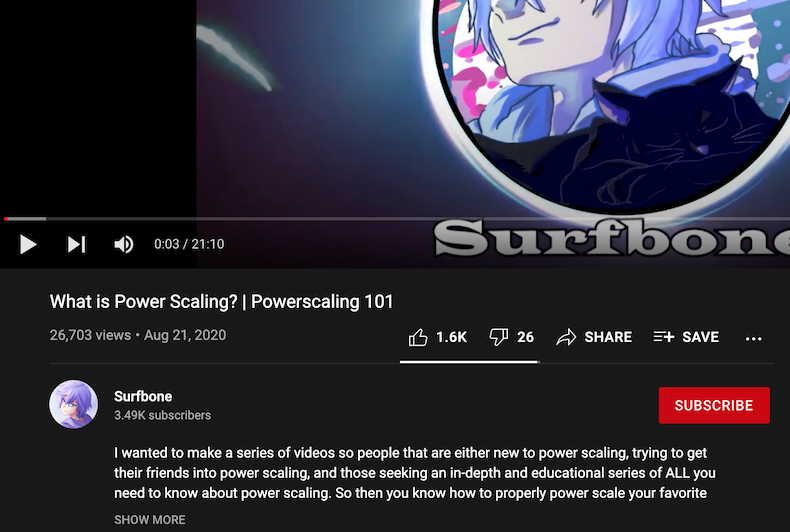 Surfbone
0:03 / 21:10
What is Power Scaling? | Powerscaling 101
26,703 views • Aug 21, 2020
1.6K 26 SHARE SAVE
Surfbone
3.49K subscribers
SUBSCRIBE
I wanted to make a series of videos so people that are either new to power scaling, trying to get
their friends into power scaling, and those seeking an in-depth and educational series of ALL you
need to know about power scaling. So then you know how to properly power scale your favorite
SHOW MORE